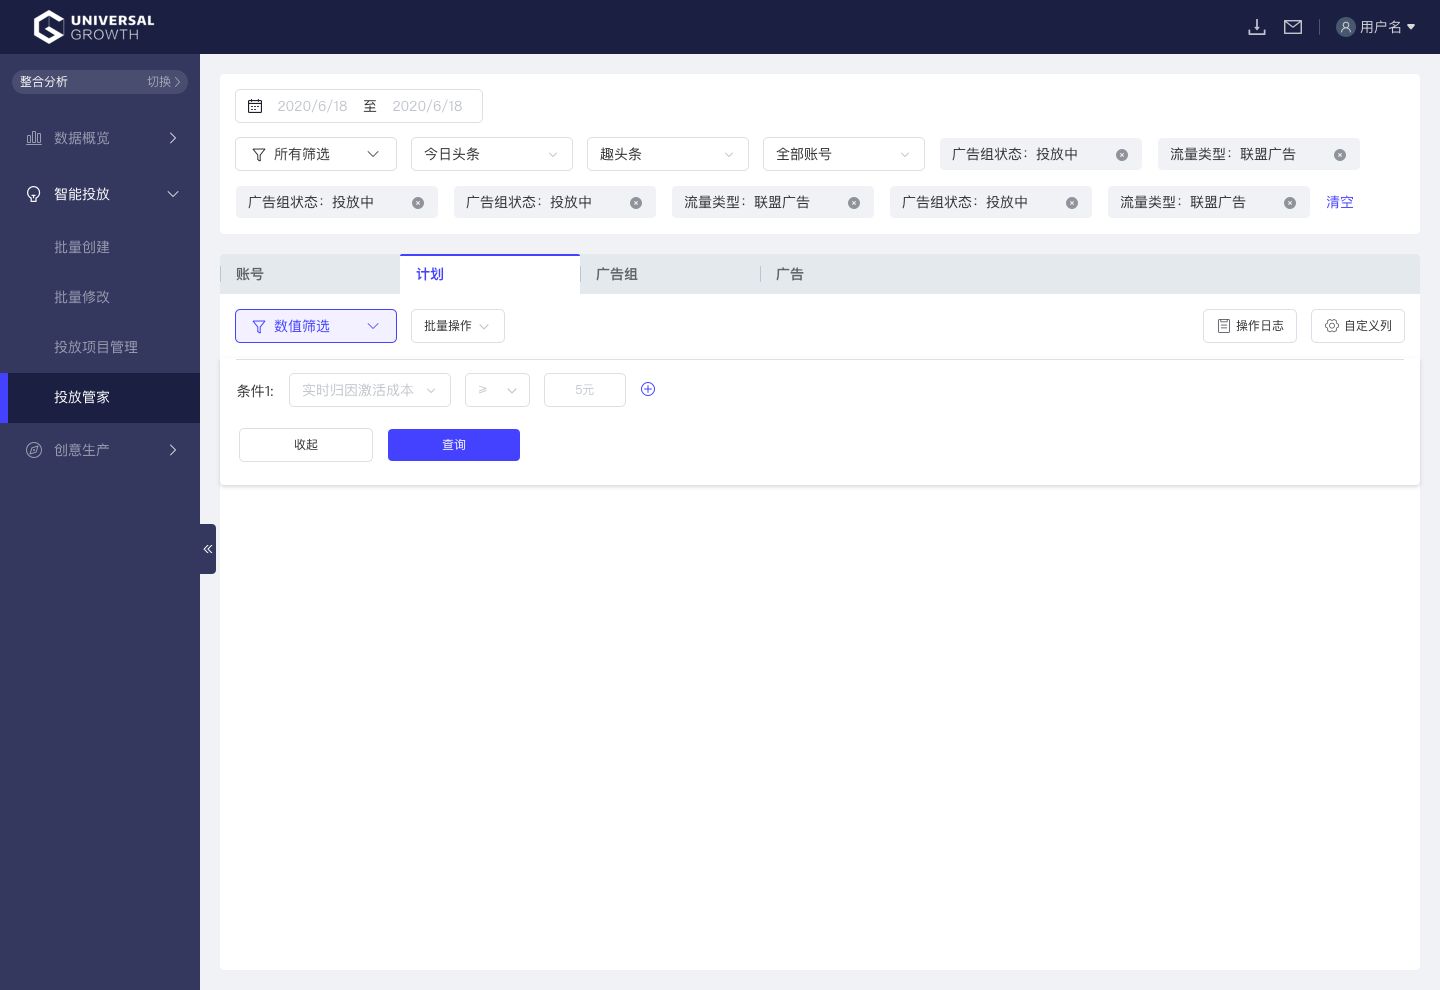 UNIVERSAL
GROWTH
用户名
整合分析 切换
数据概览
智能投放
批量创建
批量修改
投放项目管理
投放管家
创意生产
2020/6/18 至 2020/6/18
所有筛选 今日头条 趣头条 全部账号 广告组状态：投放中 流量类型：联盟广告
广告组状态：投放中 广告组状态：投放中 流量类型：联盟广告 广告组状态：投放中 流量类型：联盟广告 清空
账号 计划 广告组 广告
数值筛选 批量操作 操作日志 自定义列
条件1: 实时归因激活成本 ≥ 5元
收起 查询